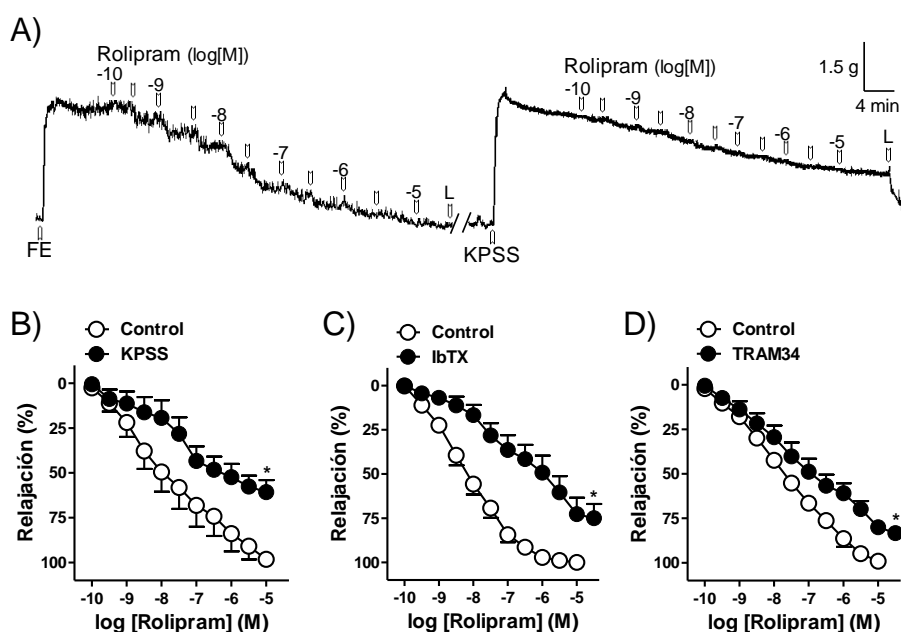 A)
Rolipram (log[M])
-10
-9
-8
-7
-6
-5
L
FE
Rolipram (log[M])
-10
-9
-8
-7
-6
-5
L
KPSS
1.5 g
4 min
B)
Control
KPSS
Relajación (%)
0
25
50
75
100
*
-10 -9 -8 -7 -6 -5
log [Rolipram] (M)
C)
Control
IbTX
Relajación (%)
0
25
50
75
100
*
-10 -9 -8 -7 -6 -5
log [Rolipram] (M)
D)
Control
TRAM34
Relajación (%)
0
25
50
75
100
*
-10 -9 -8 -7 -6 -5
log [Rolipram] (M)